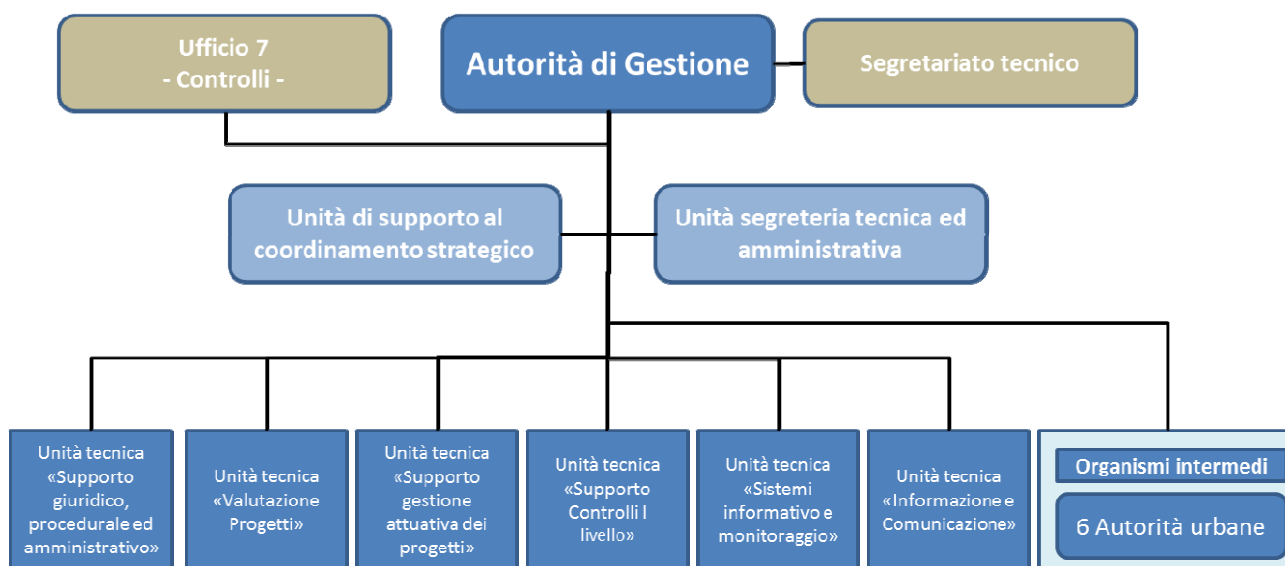 Ufficio 7
- Controlli -
Autorità di Gestione
Segretariato tecnico
Unità di supporto al
coordinamento strategico
Unità segreteria tecnica ed
amministrativa
Unità tecnica
«Supporto
giuridico,
procedurale ed
amministrativo»
Unità tecnica
«Valutazione
Progetti»
Unità tecnica
«Supporto
gestione
attuativa dei
progetti»
Unità tecnica
«Supporto
Controlli I
livello»
Unità tecnica
«Sistemi
informativo e
monitoraggio»
Unità tecnica
«Informazione e
Comunicazione»
Organismi intermedi
6 Autorità urbane